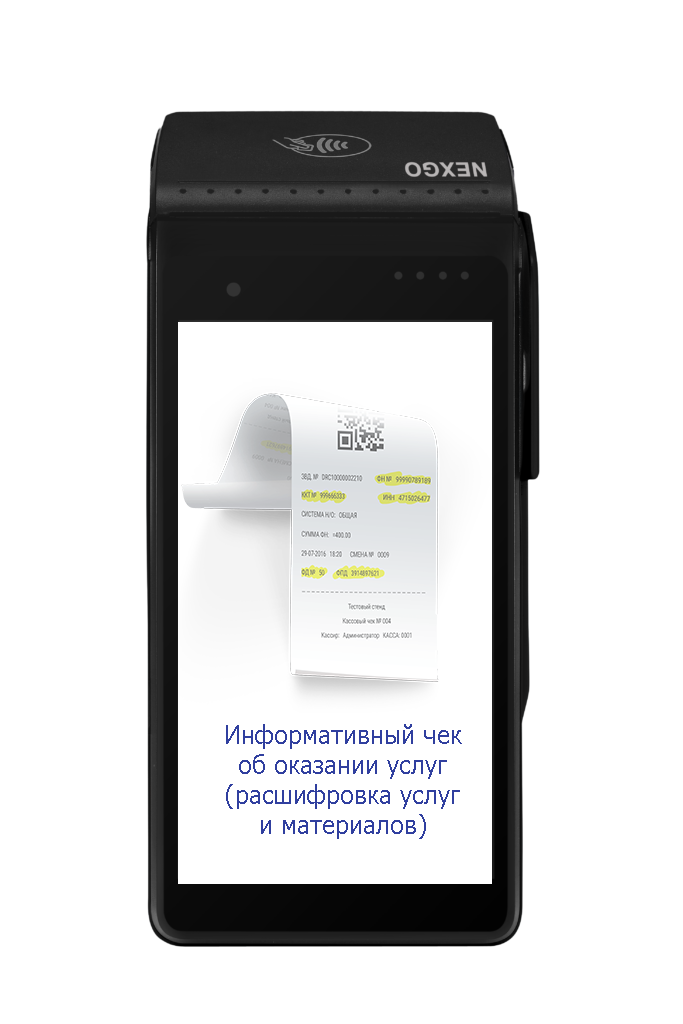 NEXGO
ЗВД. № DRC10000002210 ФН № 99990789189
ККТ № 999666333 ИНН 4715026477
СИСТЕМА Н/О: ОБЩАЯ
СУММА ФН: >400.00
29-07-2016 18:20 СМЕНА № 0009
ФД № 50 ФПД 3914897621
Тестовый стенд
Кассовый чек № 004
Кассир: Администратор КАССА: 0001
Информативный чек
об оказании услуг
(расшифровка услуг
и материалов)